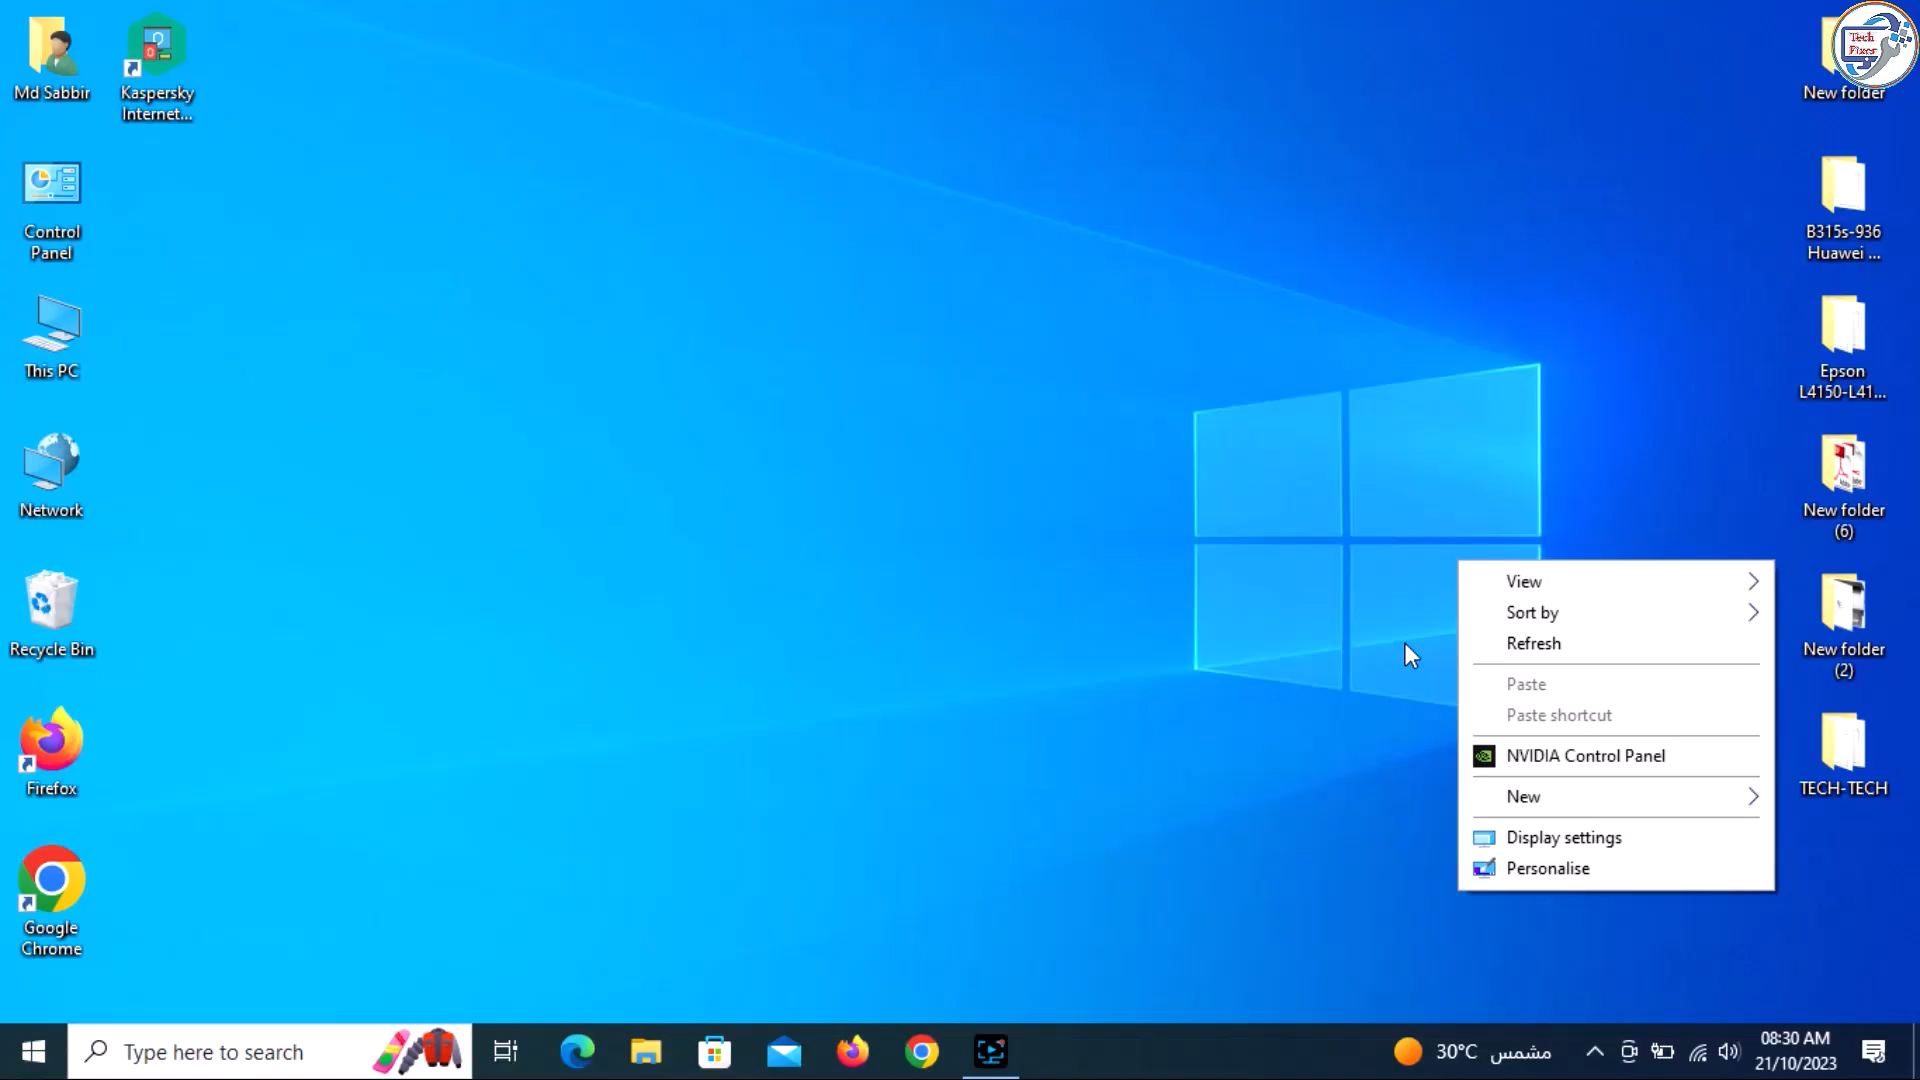 Md Sabbir
Kaspersky
Internet...
Control
Panel
This PC
Network
Recycle Bin
Firefox
Google
Chrome
Tech
Fixer
New folder
B315s-936
Huawei ...
Epson
L4150-L41...
New folder
(6)
New folder
(2)
TECH-TECH
View
Sort by
Refresh
Paste
Paste shortcut
NVIDIA Control Panel
New
Display settings
Personalise
Type here to search
30°C مشمس
08:30 AM
21/10/2023